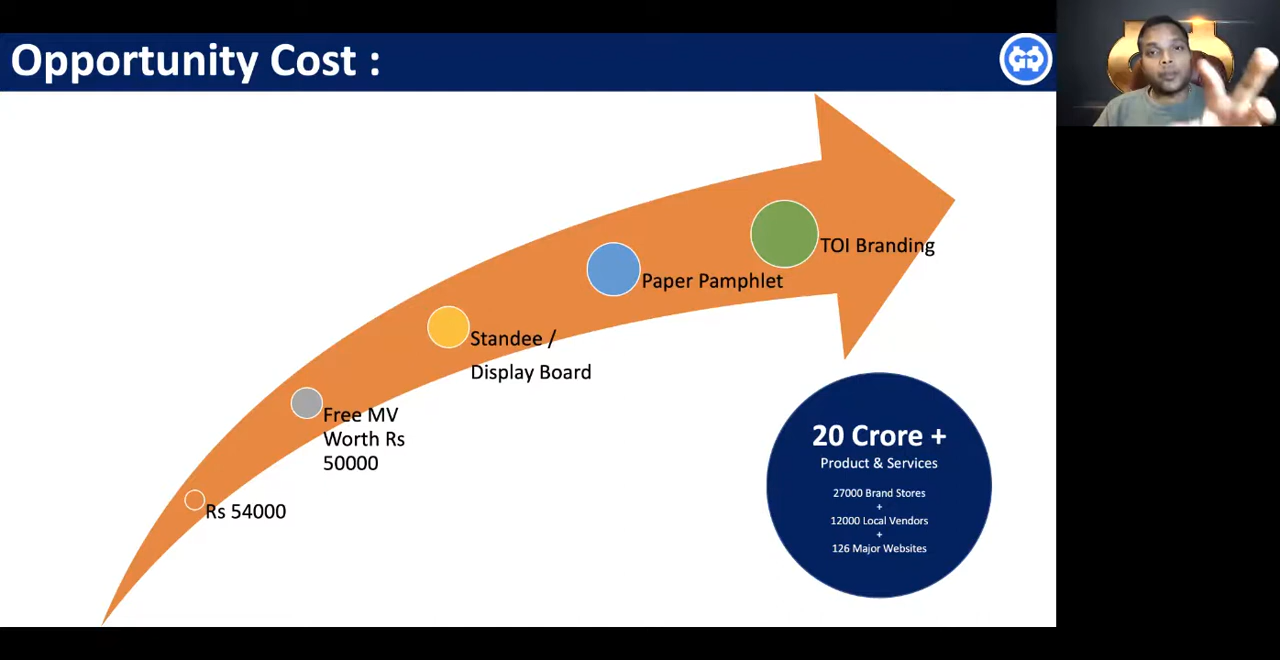 Opportunity Cost :
TOI Branding
Paper Pamphlet
Standee /
Display Board
Free MV
Worth Rs
50000
Rs 54000
20 Crore +
Product & Services
27000 Brand Stores
+
12000 Local Vendors
+
126 Major Websites